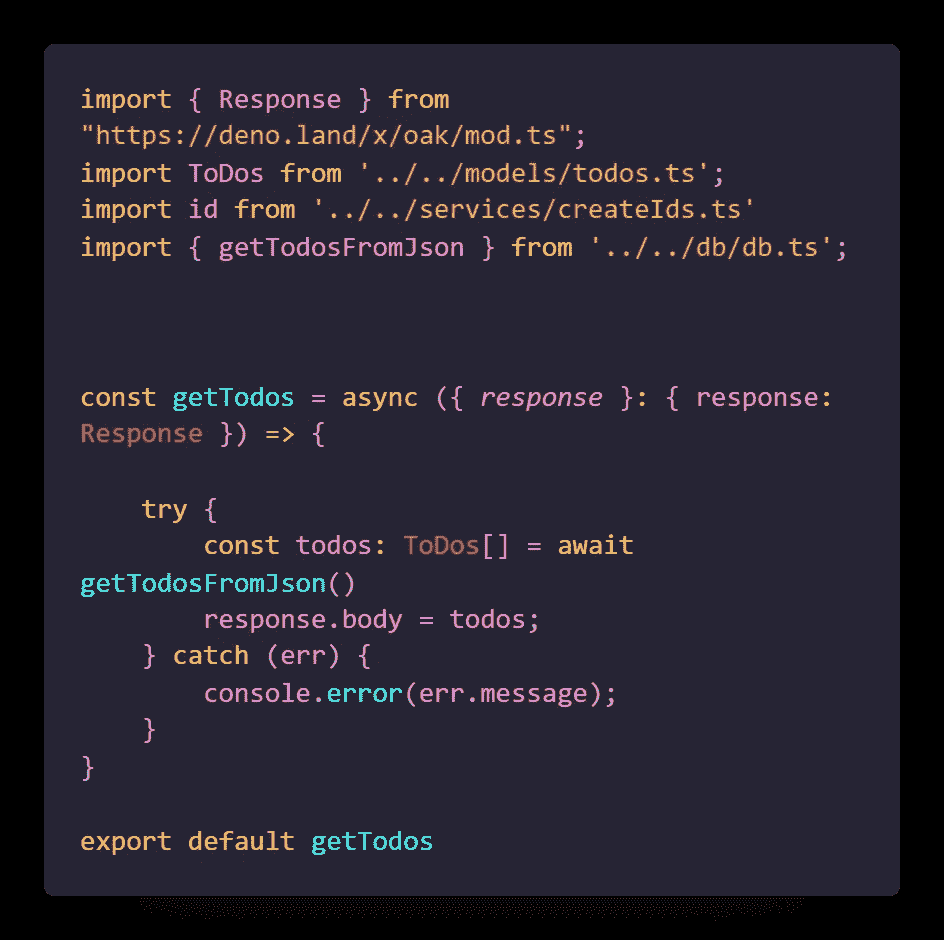 import { Response } from
"https://deno.land/x/oak/mod.ts";
import ToDos from '../../models/todos.ts';
import id from '../../services/createIds.ts'
import { getTodosFromJson } from '../../db/db.ts';
const getTodos = async ({ response }: { response:
Response }) => {
try {
const todos: ToDos[] = await
getTodosFromJson()
response.body = todos;
} catch (err) {
console.error(err.message);
}
}
export default getTodos